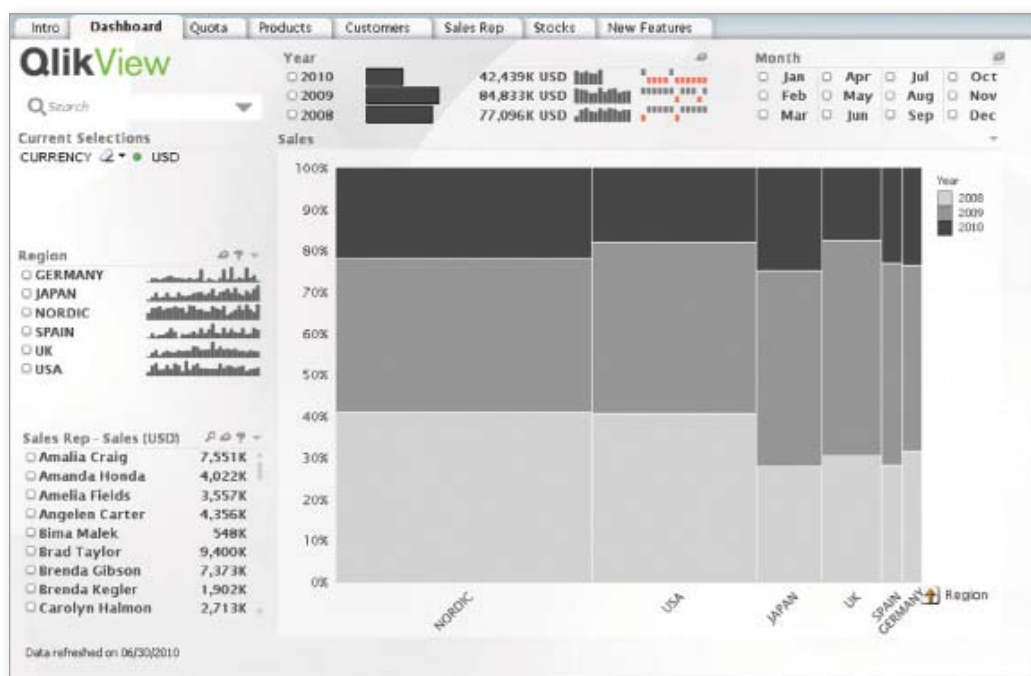 Intro Dashboard Quota Products Customers Sales Rep Stocks New Features
QlikView
Search
Current Selections
CURRENCY USD
Region
GERMANY
JAPAN
NORDIC
SPAIN
UK
USA
Sales Rep - Sales (USD)
Amalia Craig 7,551K
Amanda Honda 4,022K
Amelia Fields 3,557K
Angelen Carter 4,356K
Bima Malek 548K
Brad Taylor 9,400K
Brenda Gibson 7,373K
Brenda Kegler 1,902K
Carolyn Halmon 2,713K
Data refreshed on 06/30/2010
Year
2010 42,439K USD
2009 84,833K USD
2008 77,096K USD
Month
Jan Apr Jul Oct
Feb May Aug Nov
Mar Jun Sep Dec
Sales
100%
90%
80%
70%
60%
50%
40%
30%
20%
10%
0%
NORDIC USA JAPAN UK SPAIN GERMANY
Region
Year
2008
2009
2010